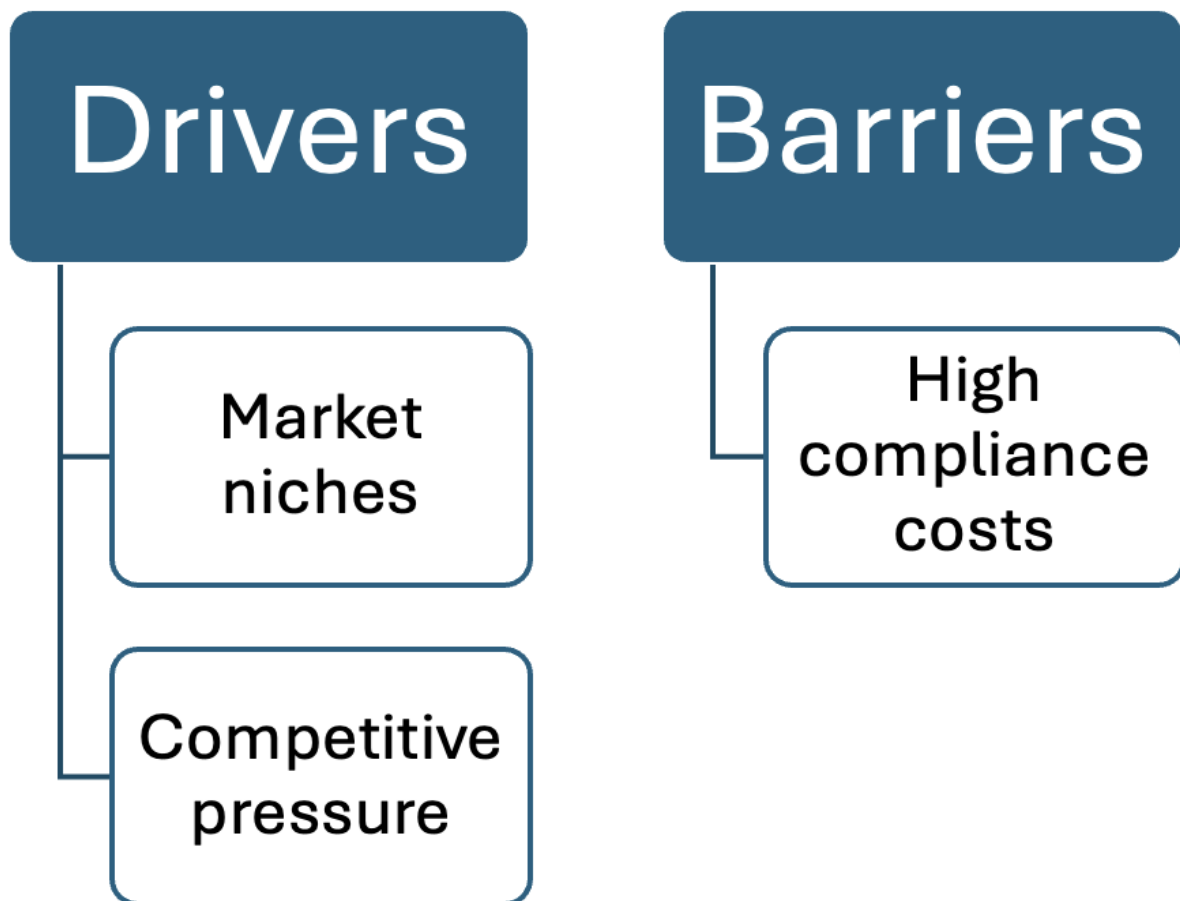 Drivers
Market
niches
Competitive
pressure
Barriers
High
compliance
costs